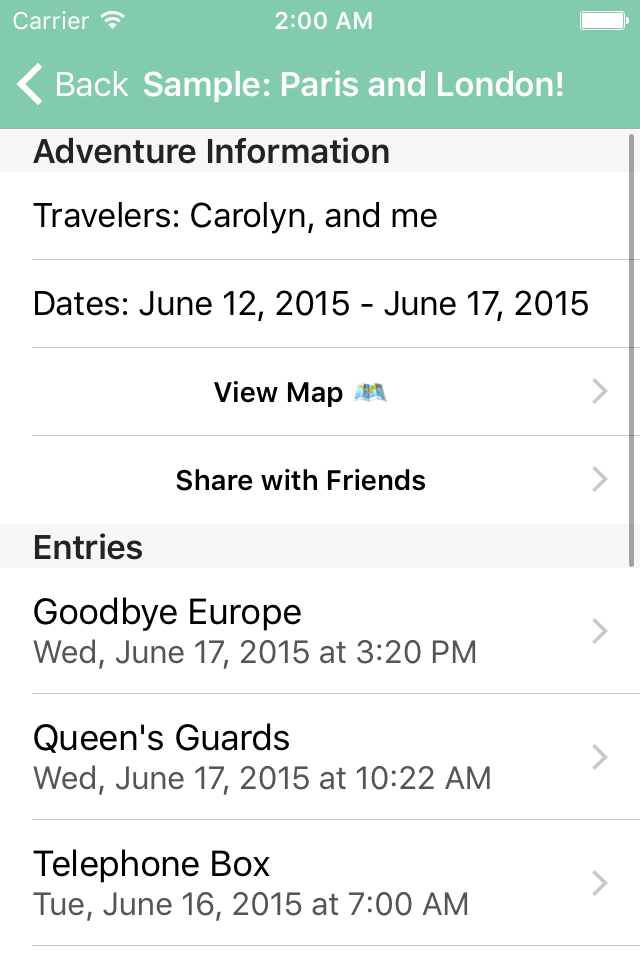 Carrier 2:00 AM
Back Sample: Paris and London!
Adventure Information
Travelers: Carolyn, and me
Dates: June 12, 2015 - June 17, 2015
View Map
Share with Friends
Entries
Goodbye Europe
Wed, June 17, 2015 at 3:20 PM
Queen's Guards
Wed, June 17, 2015 at 10:22 AM
Telephone Box
Tue, June 16, 2015 at 7:00 AM